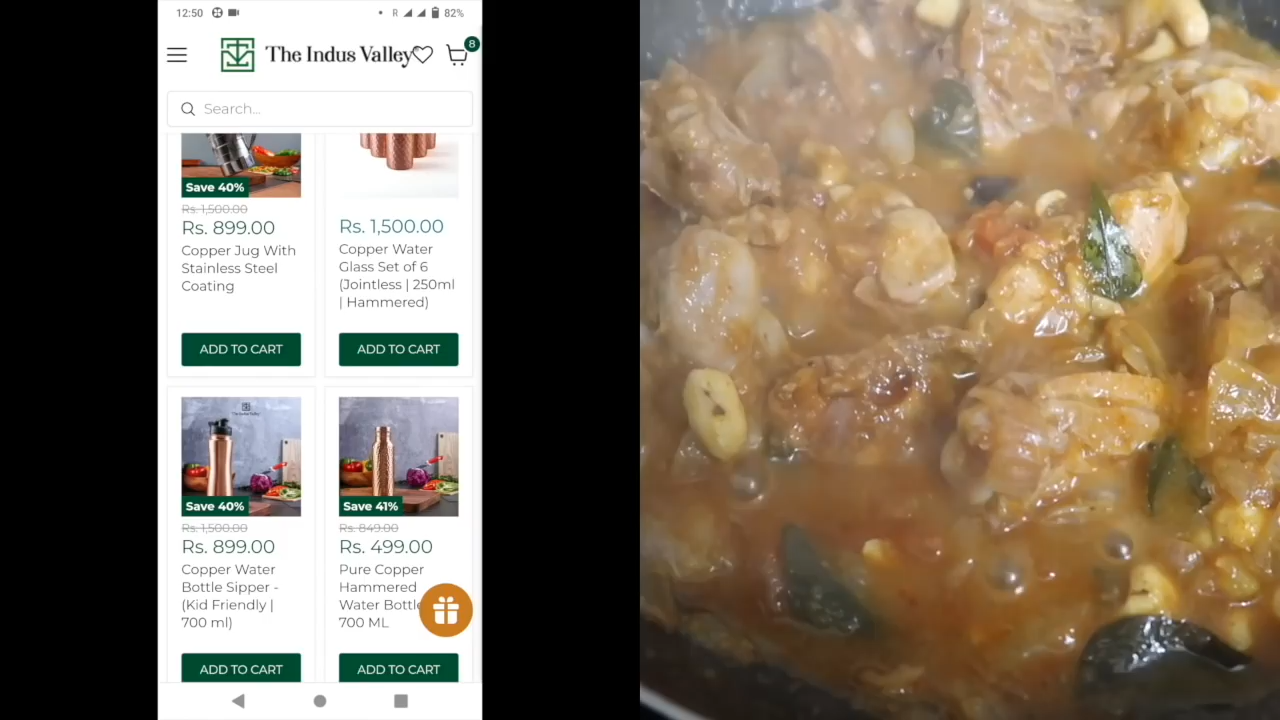 12:50
R
82%
The Indus Valley
8
Search...
Save 40%
Rs. 1,500.00
Rs. 899.00
Copper Jug With
Stainless Steel
Coating
ADD TO CART
Rs. 1,500.00
Copper Water
Glass Set of 6
(Jointless | 250ml
| Hammered)
ADD TO CART
The Indus Valley
Save 40%
Rs. 1,500.00
Rs. 899.00
Copper Water
Bottle Sipper -
(Kid Friendly |
700 ml)
ADD TO CART
Save 41%
Rs. 849.00
Rs. 499.00
Pure Copper
Hammered
Water Bottle
700 ML
ADD TO CART